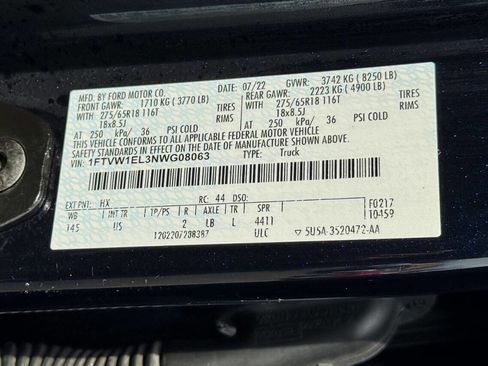 MFD. BY FORD MOTOR CO. 07/22 GVWR: 3742 KG (8250 LB)
FRONT GAWR: 1710 KG (3770 LB) REAR GAWR: 2223 KG (4900 LB)
WITH 275/65R18 116T TIRES WITH 275/65R18 116T TIRES
18x8.5J RIMS 18x8.5J RIMS
AT 250 kPa/ 36 PSI COLD AT 250 kPa/ 36 PSI COLD
THIS VEHICLE CONFORMS TO ALL APPLICABLE FEDERAL MOTOR VEHICLE
SAFETY STANDARDS IN EFFECT ON THE DATE OF MANUFACTURE SHOWN ABOVE.
VIN: 1FTVW1EL3NWG08063 TYPE: Truck
EXT PNT: HX RC: 44 DSO: F0217
WB INT TR TP/PS R AXLE TR SPR T0459
145 US 2 LB L 4411
ULC 5U5A-3520472-AA